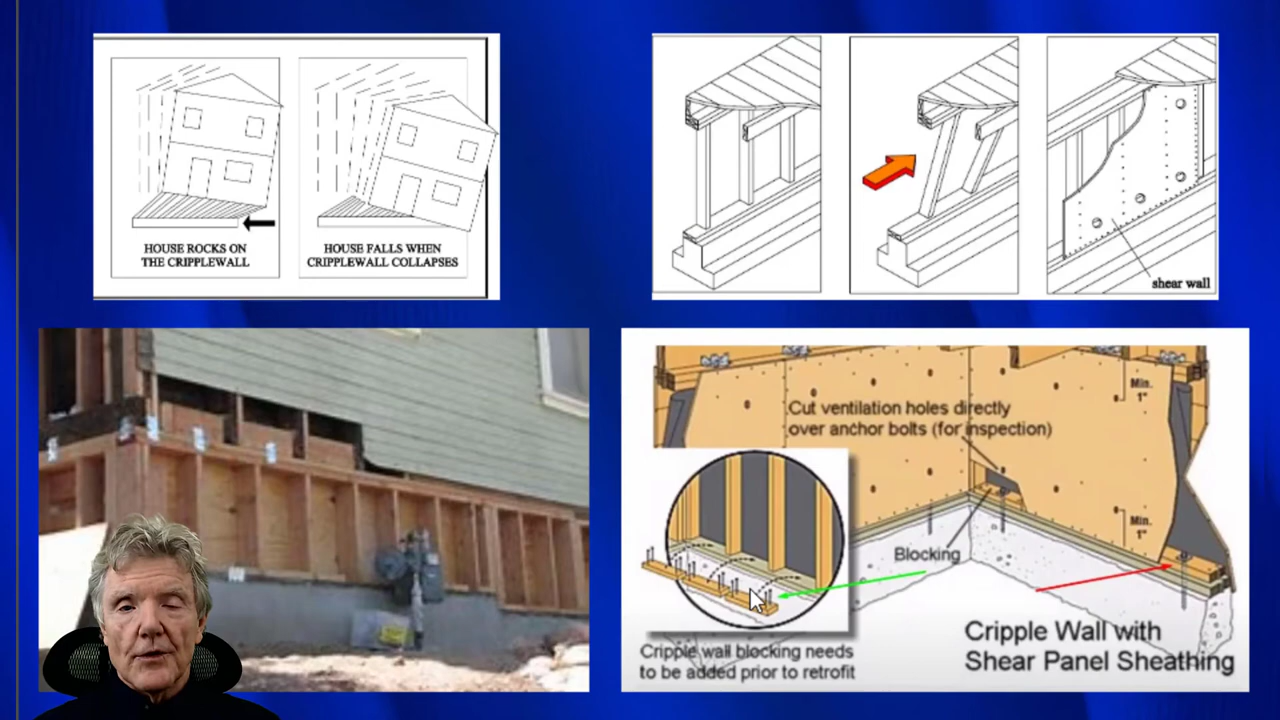 HOUSE ROCKS ON
THE CRIPPLEWALL
HOUSE FALLS WHEN
CRIPPLEWALL COLLAPSES
shear wall
Cut ventilation holes directly
over anchor bolts (for inspection)
Min.
1"
Min.
1"
Blocking
Cripple wall blocking needs
to be added prior to retrofit
Cripple Wall with
Shear Panel Sheathing